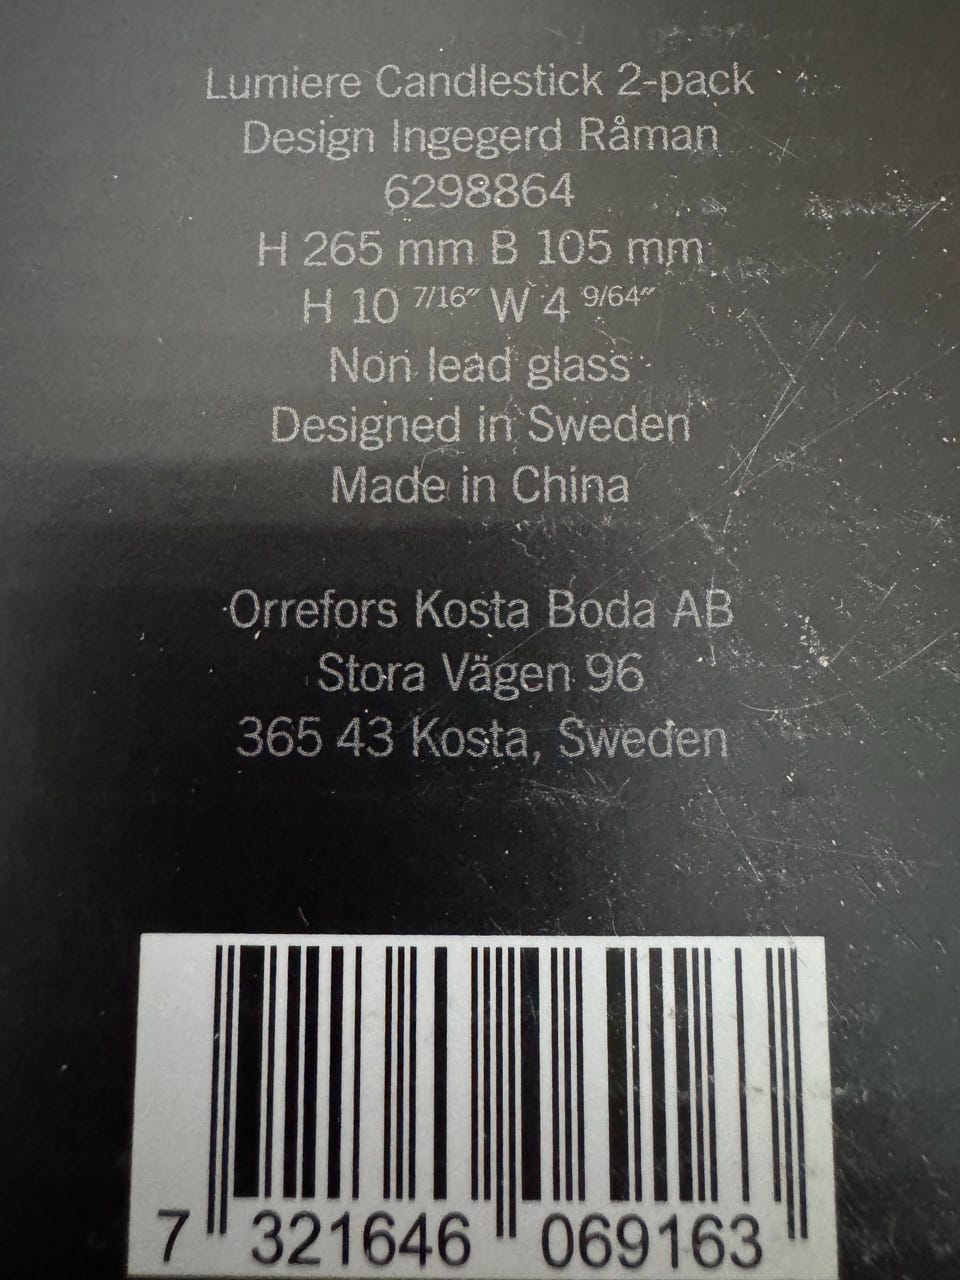 Lumiere Candlestick 2-pack
Design Ingegerd Råman
6298864
H 265 mm B 105 mm
H 10 7/16″ W 4 9/64″
Non lead glass
Designed in Sweden
Made in China
Orrefors Kosta Boda AB
Stora Vägen 96
365 43 Kosta, Sweden
7 321646 069163